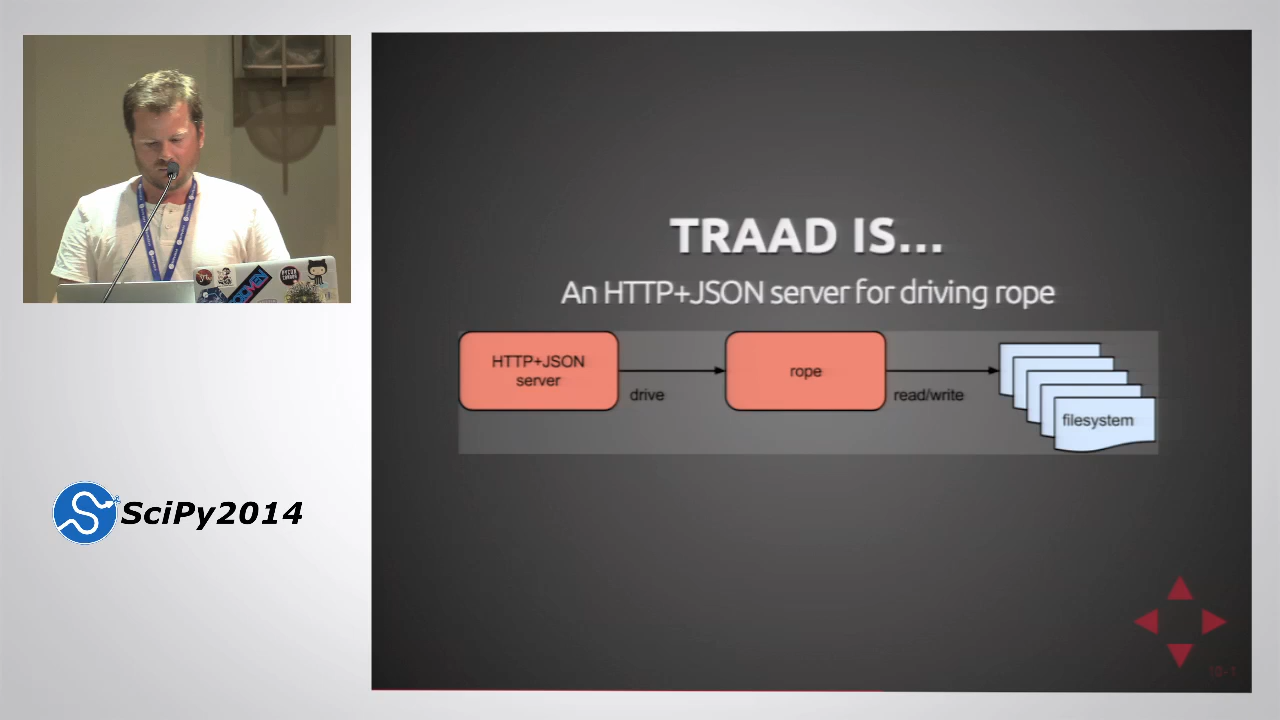 TRAAD IS...
An HTTP+JSON server for driving rope
HTTP+JSON
server
drive
rope
read/write
filesystem
SciPy2014